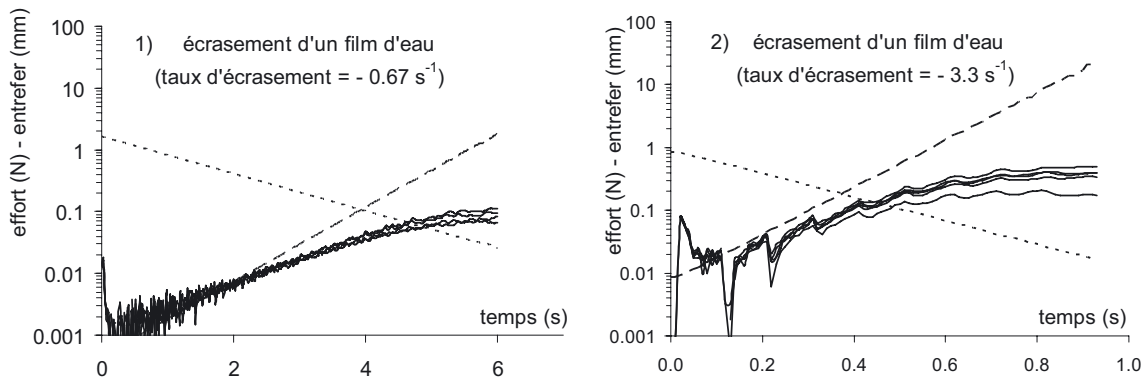 effort (N) - entrefer (mm)
100
10
1
0.1
0.01
0.001
1) écrasement d'un film d'eau
(taux d'écrasement = - 0.67 s⁻¹)
temps (s)
0 2 4 6
effort (N) - entrefer (mm)
100
10
1
0.1
0.01
0.001
2) écrasement d'un film d'eau
(taux d'écrasement = - 3.3 s⁻¹)
temps (s)
0.0 0.2 0.4 0.6 0.8 1.0